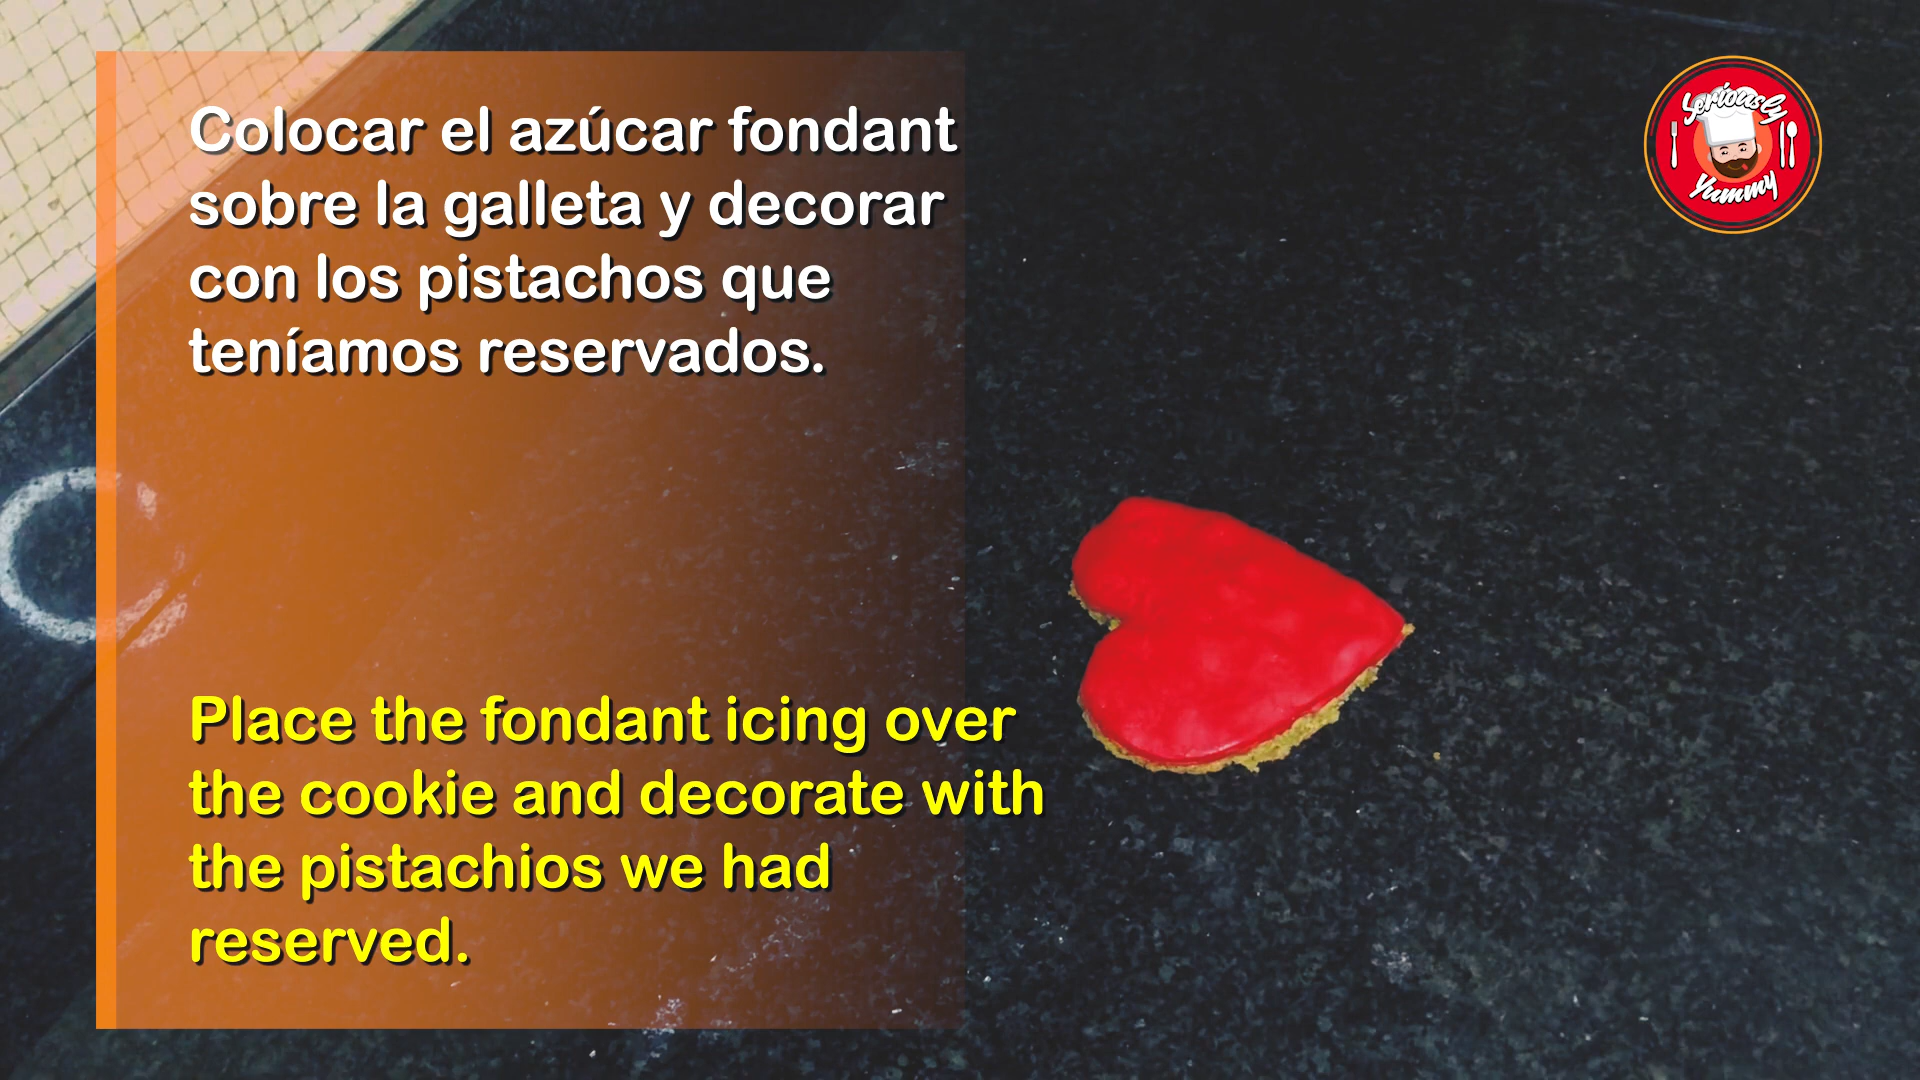 Colocar el azúcar fondant
sobre la galleta y decorar
con los pistachos que
teníamos reservados.
Place the fondant icing over
the cookie and decorate with
the pistachios we had
reserved.
Seriously
Yummy